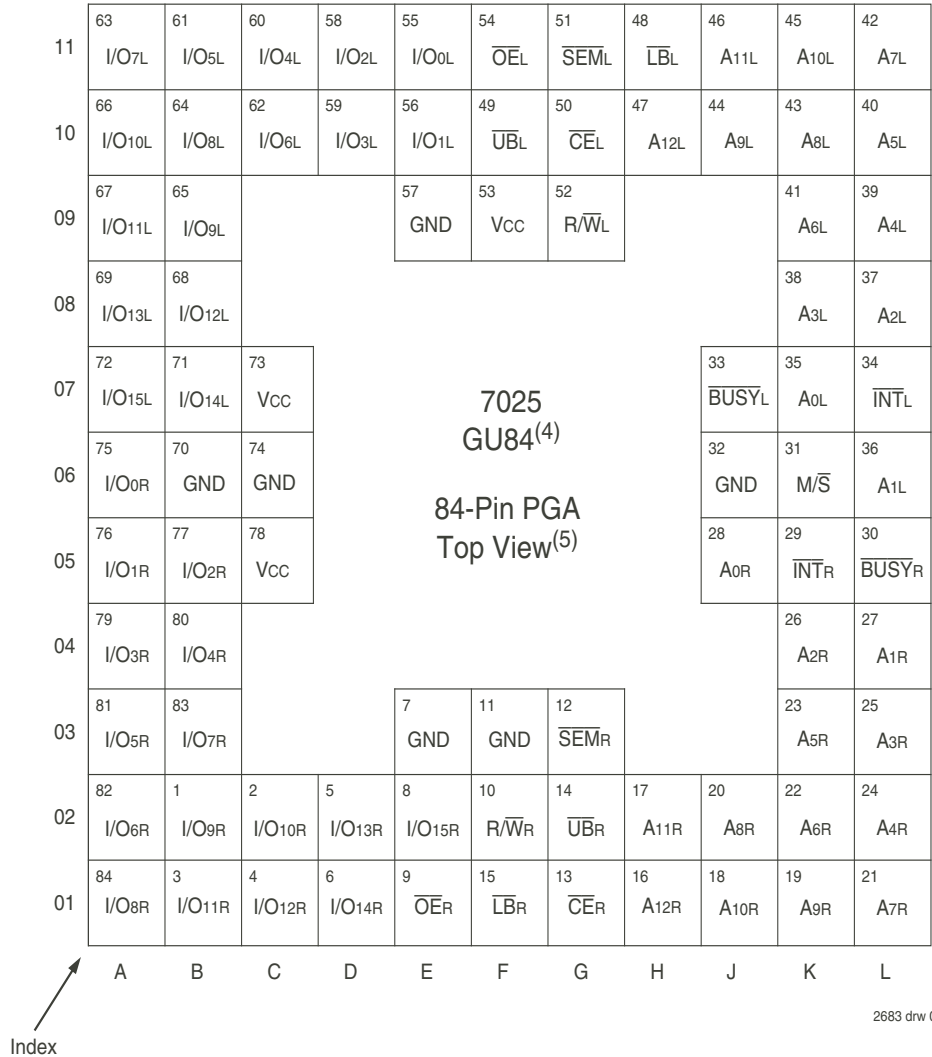 63 61 60 58 55 54 51 48 46 45 42
11 I/O7L I/O5L I/O4L I/O2L I/O0L OEL SEML LBL A11L A10L A7L
66 64 62 59 56 49 50 47 44 43 40
10 I/O10L I/O8L I/O6L I/O3L I/O1L UBL CEL A12L A9L A8L A5L
67 65 57 53 52 41 39
09 I/O11L I/O9L GND VCC R/WL A6L A4L
69 68 38 37
08 I/O13L I/O12L A3L A2L
72 71 73 33 35 34
07 I/O15L I/O14L VCC BUSYL A0L INTL
7025
GU84(4)
75 70 74 32 31 36
06 I/O0R GND GND GND M/S A1L
84-Pin PGA
Top View(5)
76 77 78 28 29 30
05 I/O1R I/O2R VCC A0R INTR BUSYR
79 80 26 27
04 I/O3R I/O4R A2R A1R
81 83 7 11 12 23 25
03 I/O5R I/O7R GND GND SEMR A5R A3R
82 1 2 5 8 10 14 17 20 22 24
02 I/O6R I/O9R I/O10R I/O13R I/O15R R/WR UBR A11R A8R A6R A4R
84 3 4 6 9 15 13 16 18 19 21
01 I/O8R I/O11R I/O12R I/O14R OER LBR CER A12R A10R A9R A7R
A B C D E F G H J K L
2683 drw
Index